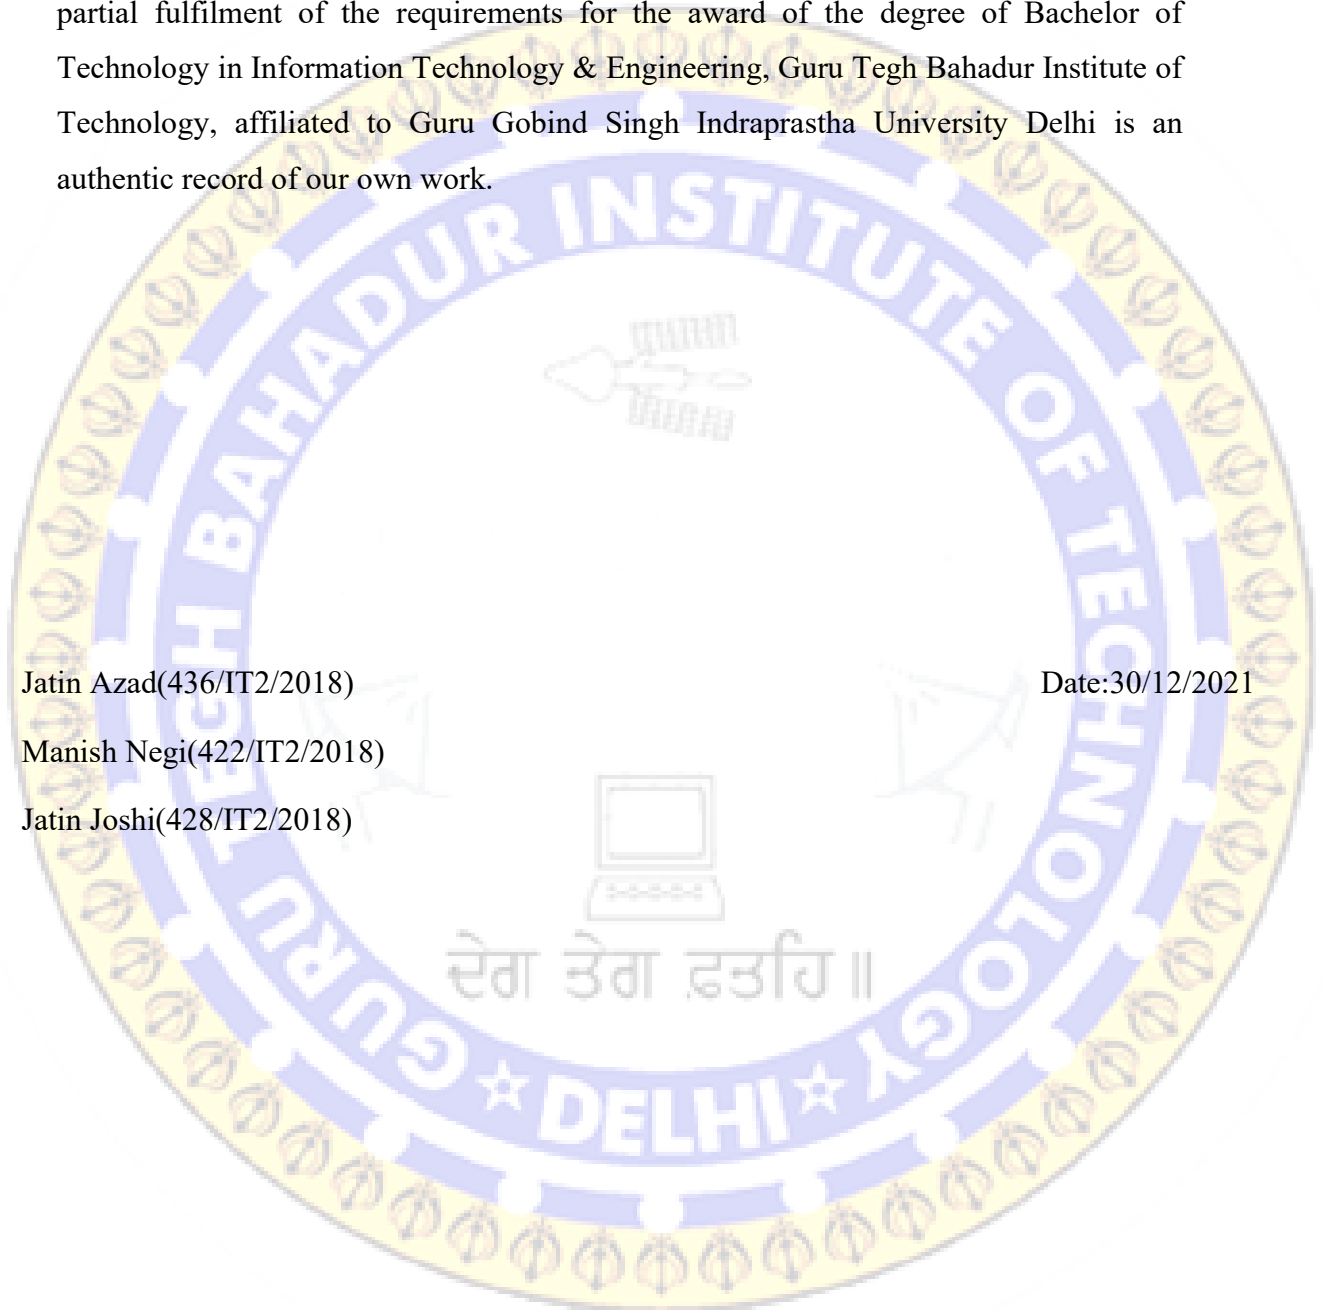 partial fulfilment of the requirements for the award of the degree of Bachelor of
Technology in Information Technology & Engineering, Guru Tegh Bahadur Institute of
Technology, affiliated to Guru Gobind Singh Indraprastha University Delhi is an
authentic record of our own work.
GURU TEGH BAHADUR INSTITUTE OF TECHNOLOGY
Jatin Azad(436/IT2/2018) Date:30/12/2021
Manish Negi(422/IT2/2018)
Jatin Joshi(428/IT2/2018)
ਦੇਗ ਤੇਗ ਫ਼ਤਹਿ॥
☆ DELHI ☆